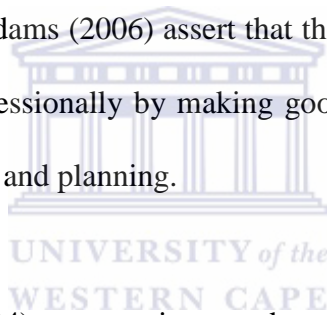 dams (2006) assert that th
essionally by making goo
and planning.
UNIVERSITY of the
WESTERN CAPE
4)